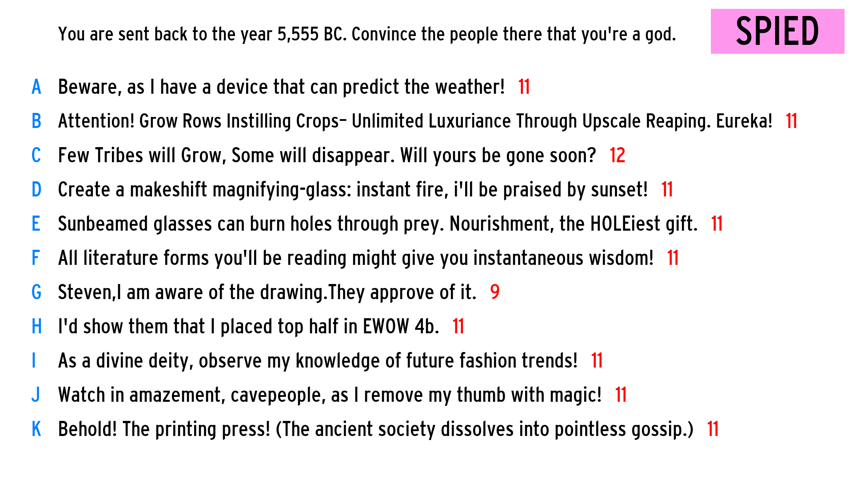 You are sent back to the year 5,555 BC. Convince the people there that you're a god.
SPIED
A Beware, as I have a device that can predict the weather! 11
B Attention! Grow Rows Instilling Crops– Unlimited Luxuriance Through Upscale Reaping. Eureka! 11
C Few Tribes will Grow, Some will disappear. Will yours be gone soon? 12
D Create a makeshift magnifying-glass: instant fire, i'll be praised by sunset! 11
E Sunbeamed glasses can burn holes through prey. Nourishment, the HOLEiest gift. 11
F All literature forms you'll be reading might give you instantaneous wisdom! 11
G Steven,I am aware of the drawing.They approve of it. 9
H I'd show them that I placed top half in EWOW 4b. 11
I As a divine deity, observe my knowledge of future fashion trends! 11
J Watch in amazement, cavepeople, as I remove my thumb with magic! 11
K Behold! The printing press! (The ancient society dissolves into pointless gossip.) 11